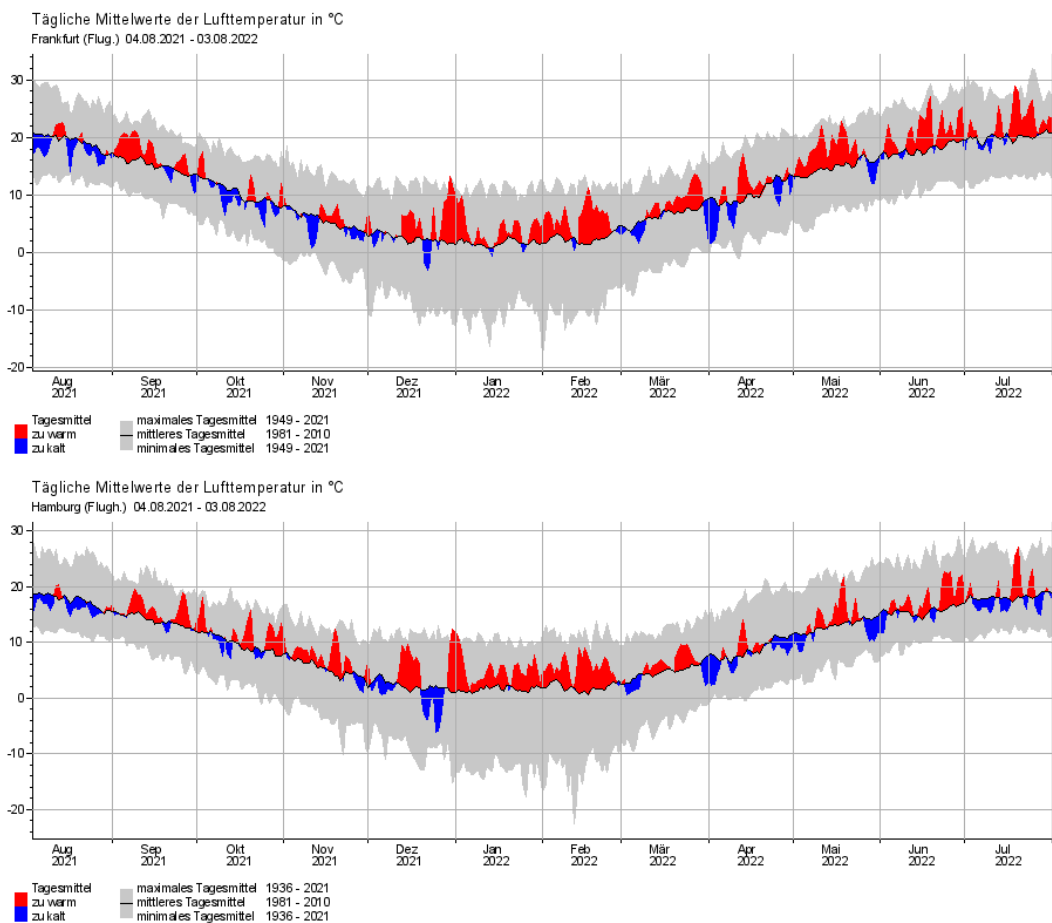 Tägliche Mittelwerte der Lufttemperatur in °C
Frankfurt (Flug.) 04.08.2021 - 03.08.2022
30
20
10
0
-10
-20
Aug Sep Okt Nov Dez Jan Feb Mär Apr Mai Jun Jul
2021 2021 2021 2021 2021 2022 2022 2022 2022 2022 2022 2022
Tagesmittel maximales Tagesmittel 1949 - 2021
zu warm mittleres Tagesmittel 1981 - 2010
zu kalt minimales Tagesmittel 1949 - 2021
Tägliche Mittelwerte der Lufttemperatur in °C
Hamburg (Flugh.) 04.08.2021 - 03.08.2022
30
20
10
0
-10
-20
Aug Sep Okt Nov Dez Jan Feb Mär Apr Mai Jun Jul
2021 2021 2021 2021 2021 2022 2022 2022 2022 2022 2022 2022
Tagesmittel maximales Tagesmittel 1936 - 2021
zu warm mittleres Tagesmittel 1981 - 2010
zu kalt minimales Tagesmittel 1936 - 2021